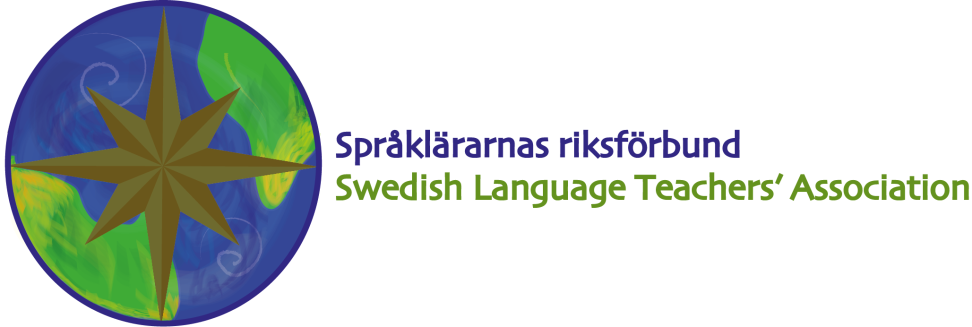 Språklärarnas riksförbund
Swedish Language Teachers’ Association